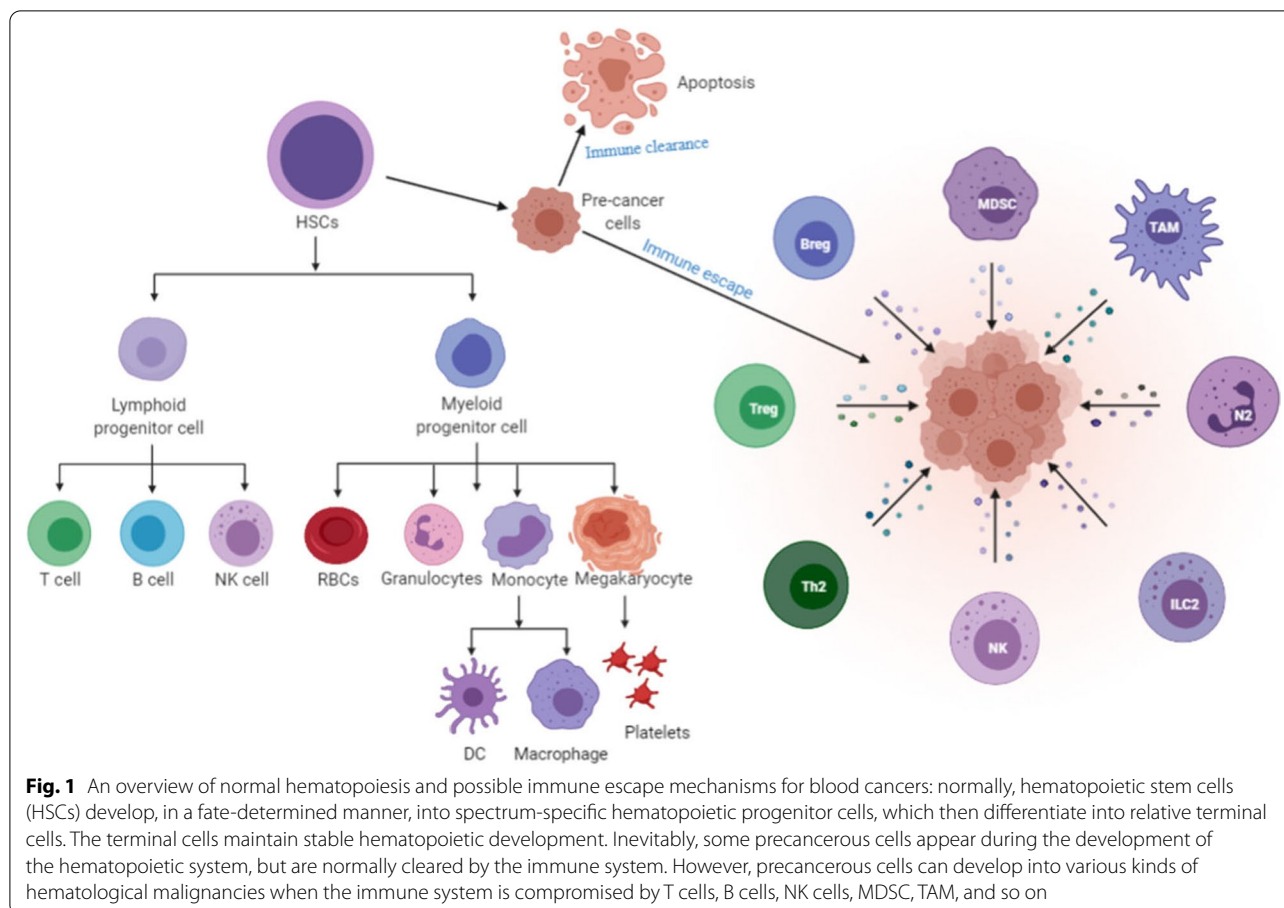 Apoptosis
Immune clearance
HSCs
Pre-cancer
cells
Immune escape
MDSC
TAM
Breg
Treg
N2
Th2
NK
ILC2
Lymphoid
progenitor cell
Myeloid
progenitor cell
T cell
B cell
NK cell
RBCs
Granulocytes
Monocyte
Megakaryocyte
DC
Macrophage
Platelets
Fig. 1 An overview of normal hematopoiesis and possible immune escape mechanisms for blood cancers: normally, hematopoietic stem cells
(HSCs) develop, in a fate-determined manner, into spectrum-specific hematopoietic progenitor cells, which then differentiate into relative terminal
cells. The terminal cells maintain stable hematopoietic development. Inevitably, some precancerous cells appear during the development of
the hematopoietic system, but are normally cleared by the immune system. However, precancerous cells can develop into various kinds of
hematological malignancies when the immune system is compromised by T cells, B cells, NK cells, MDSC, TAM, and so on